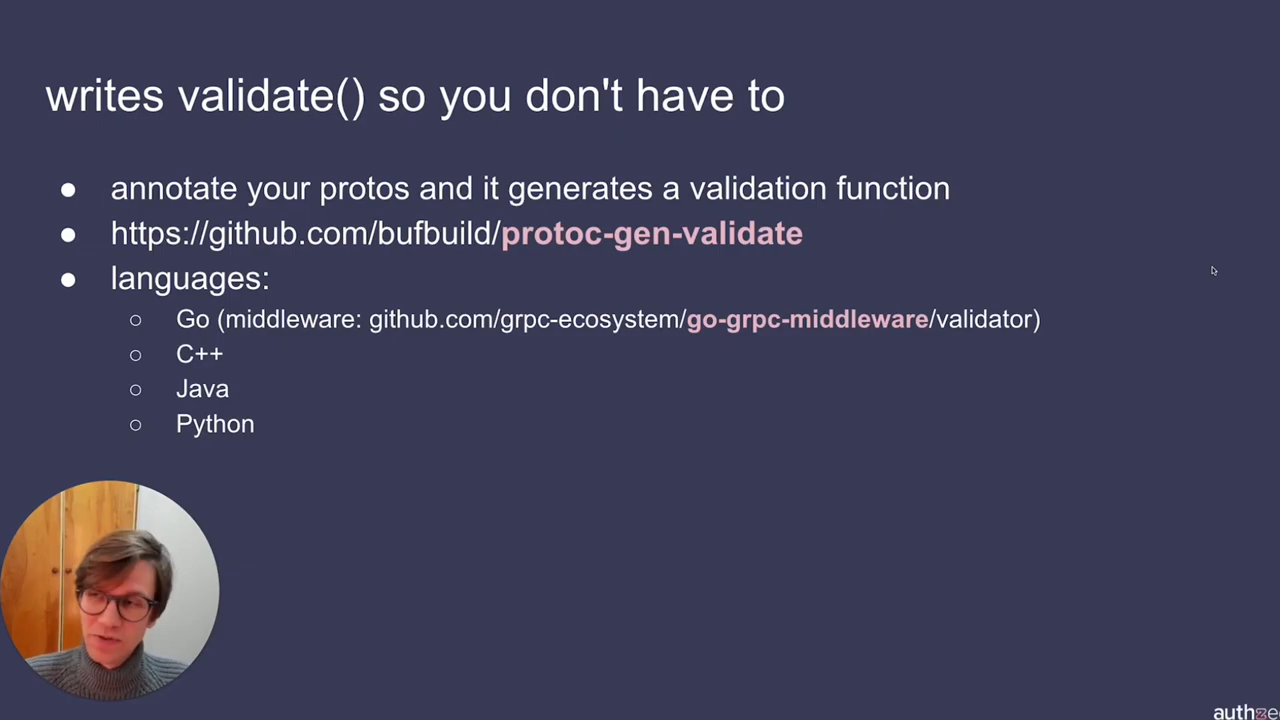 writes validate() so you don't have to
● annotate your protos and it generates a validation function
● https://github.com/bufbuild/protoc-gen-validate
● languages:
○ Go (middleware: github.com/grpc-ecosystem/go-grpc-middleware/validator)
○ C++
○ Java
○ Python
authze